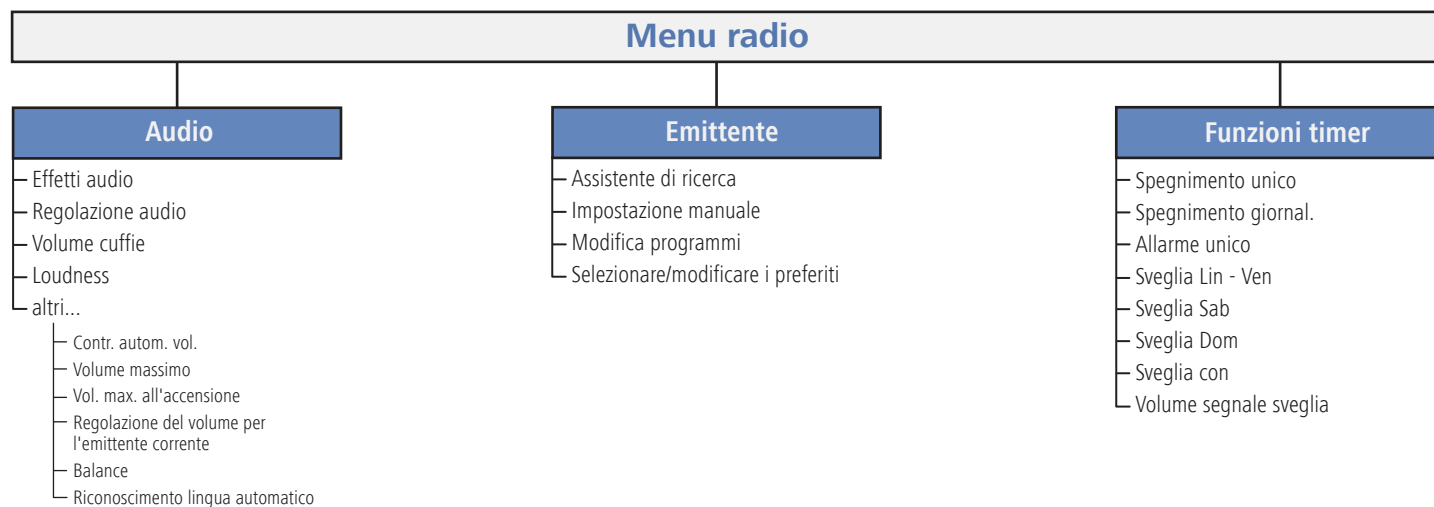 Menu radio
Audio
Effetti audio
Regolazione audio
Volume cuffie
Loudness
altri...
Contr. autom. vol.
Volume massimo
Vol. max. all'accensione
Regolazione del volume per
l'emittente corrente
Balance
Riconoscimento lingua automatico
Emittente
Assistente di ricerca
Impostazione manuale
Modifica programmi
Selezionare/modificare i preferiti
Funzioni timer
Spegnimento unico
Spegnimento giornal.
Allarme unico
Sveglia Lin - Ven
Sveglia Sab
Sveglia Dom
Sveglia con
Volume segnale sveglia